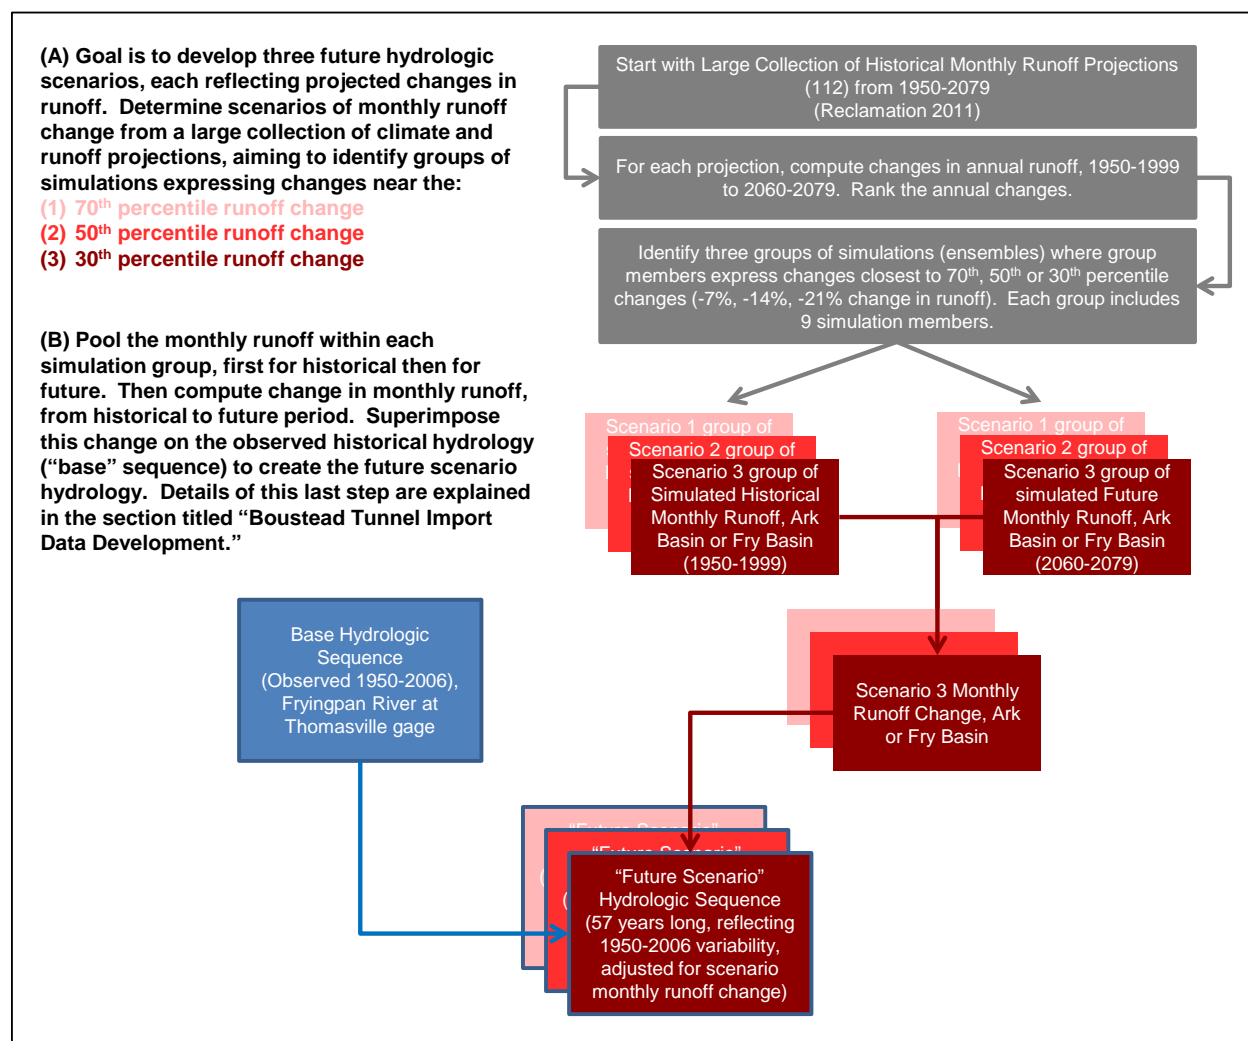 (A) Goal is to develop three future hydrologic
scenarios, each reflecting projected changes in
runoff. Determine scenarios of monthly runoff
change from a large collection of climate and
runoff projections, aiming to identify groups of
simulations expressing changes near the:
(1) 70th percentile runoff change
(2) 50th percentile runoff change
(3) 30th percentile runoff change
(B) Pool the monthly runoff within each
simulation group, first for historical then for
future. Then compute change in monthly runoff,
from historical to future period. Superimpose
this change on the observed historical hydrology
(“base” sequence) to create the future scenario
hydrology. Details of this last step are explained
in the section titled “Boustead Tunnel Import
Data Development.”
Start with Large Collection of Historical Monthly Runoff Projections
(112) from 1950-2079
(Reclamation 2011)
For each projection, compute changes in annual runoff, 1950-1999
to 2060-2079. Rank the annual changes.
Identify three groups of simulations (ensembles) where group
members express changes closest to 70th, 50th or 30th percentile
changes (-7%, -14%, -21% change in runoff). Each group includes
9 simulation members.
Scenario 1 group of
Scenario 2 group of
Scenario 3 group of
Simulated Historical
Monthly Runoff, Ark
Basin or Fry Basin
(1950-1999)
Scenario 1 group of
Scenario 2 group of
Scenario 3 group of
simulated Future
Monthly Runoff, Ark
Basin or Fry Basin
(2060-2079)
Base Hydrologic
Sequence
(Observed 1950-2006),
Fryingpan River at
Thomasville gage
Scenario 3 Monthly
Runoff Change, Ark
or Fry Basin
“Future Scenario”
“Future Scenario”
“Future Scenario”
Hydrologic Sequence
(57 years long, reflecting
1950-2006 variability,
adjusted for scenario
monthly runoff change)